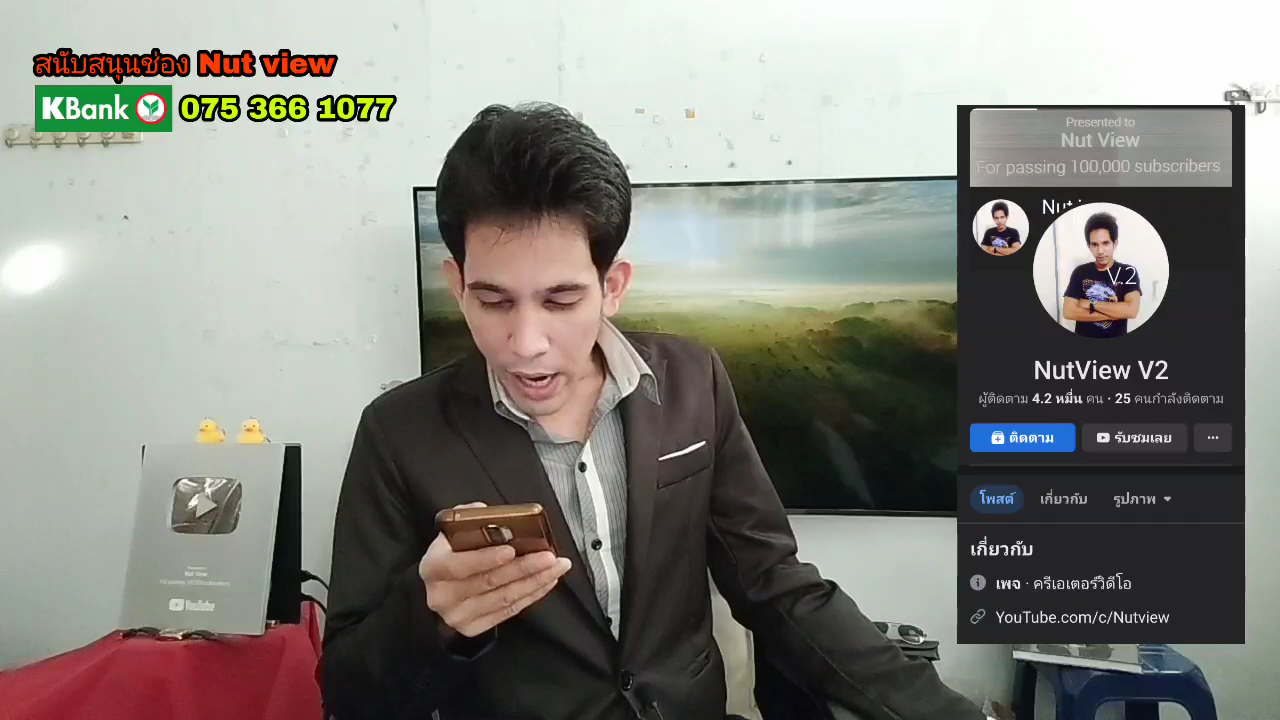 สนับสนุนช่อง Nut view
KBank 075 366 1077
Presented to
Nut View
For passing 100,000 subscribers
V.2
NutView V2
ผู้ติดตาม 4.2 หมื่น คน · 25 คนกำลังติดตาม
ติดตาม รับชมเลย ...
โพสต์ เกี่ยวกับ รูปภาพ
เกี่ยวกับ
เพจ · ครีเอเตอร์วิดีโอ
YouTube.com/c/Nutview
Nut View
YouTube